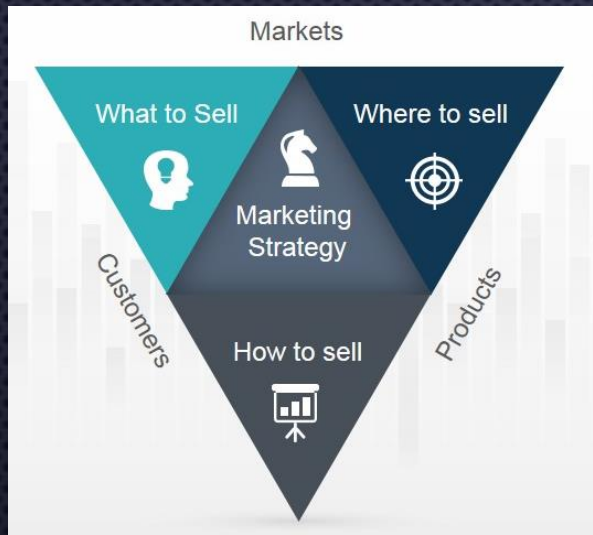 Markets
What to Sell
Where to sell
Marketing
Strategy
Customers
Products
How to sell